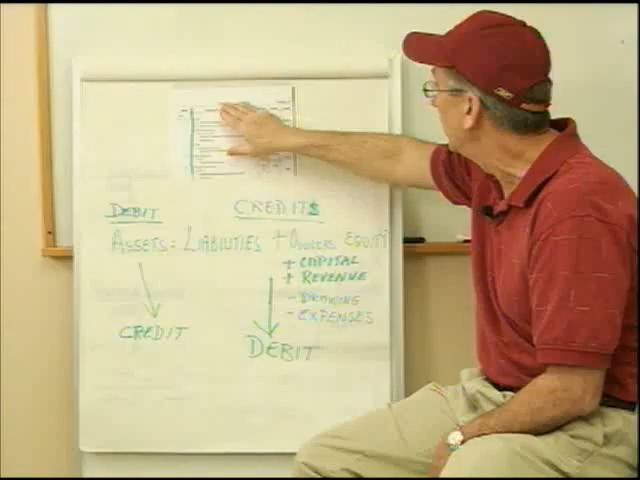 DEBIT CREDITS
ASSETS = LIABILITIES + OWNERS EQUITY
+ CAPITAL
+ REVENUE
- DRAWING
- EXPENSES
CREDIT DEBIT